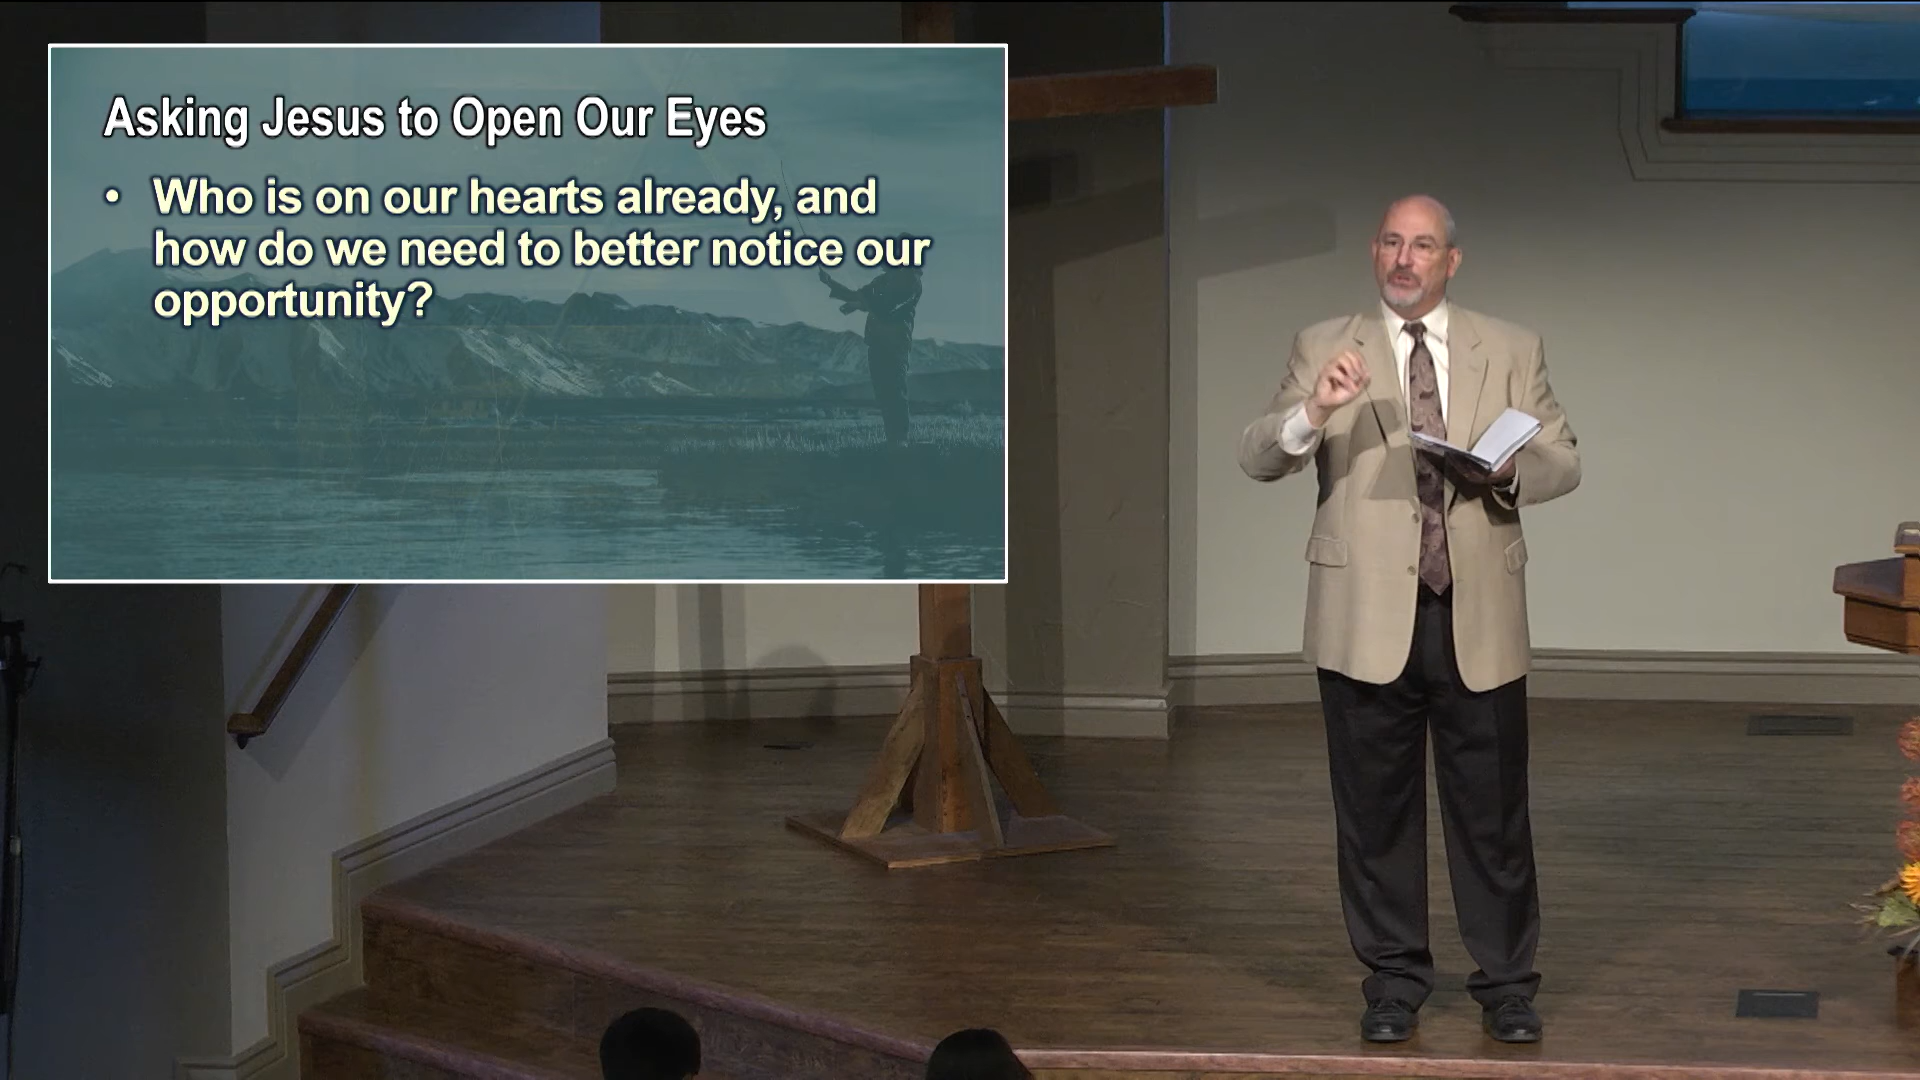 Asking Jesus to Open Our Eyes
• Who is on our hearts already, and
how do we need to better notice our
opportunity?